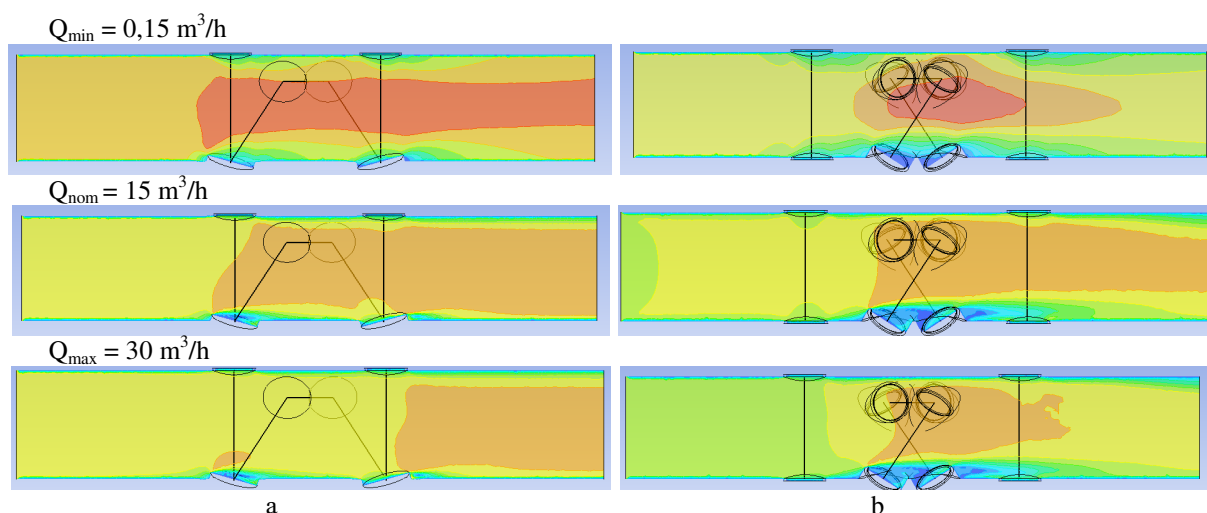 Qmin = 0,15 m³/h
Qnom = 15 m³/h
Qmax = 30 m³/h
a b